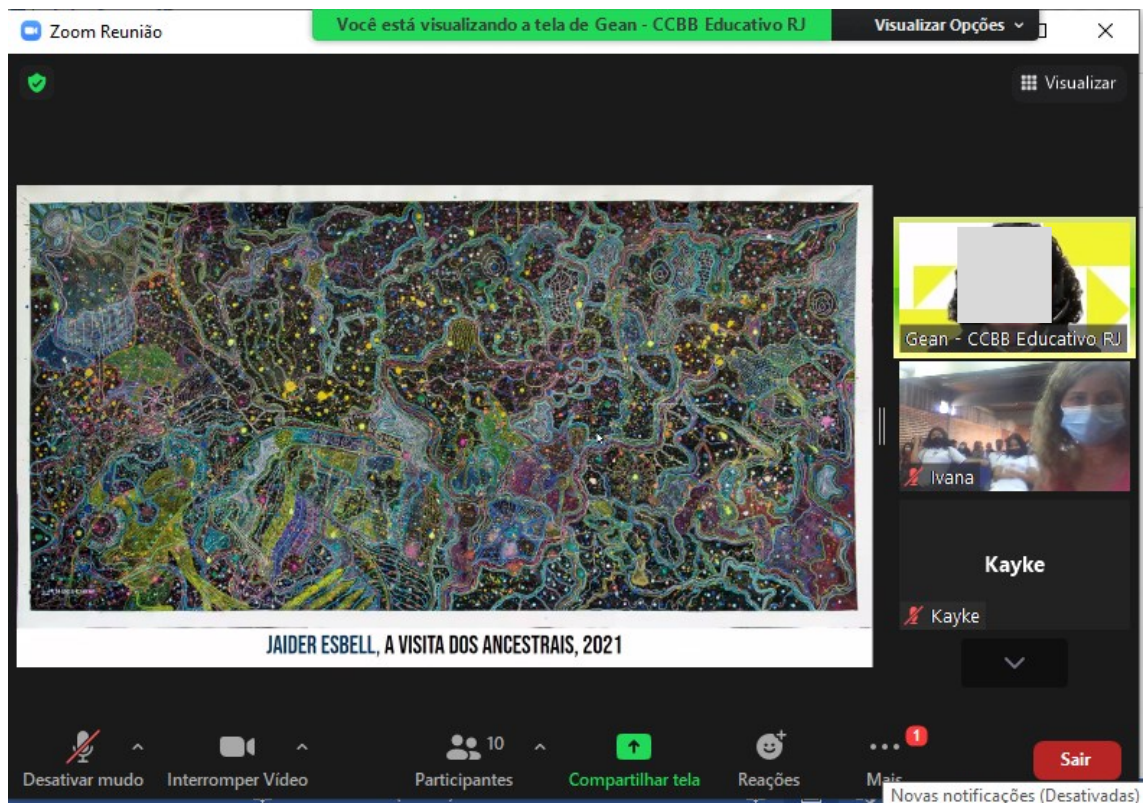 Zoom Reunião
Você está visualizando a tela de Gean - CCBB Educativo RJ
Visualizar Opções
Visualizar
Gean - CCBB Educativo RJ
Ivana
Kayke
Kayke
JAIDER ESBELL, A VISITA DOS ANCESTRAIS, 2021
Desativar mudo
Interromper Vídeo
10
Participantes
Compartilhar tela
Reações
1
Mais
Sair
Novas notificações (Desativadas)